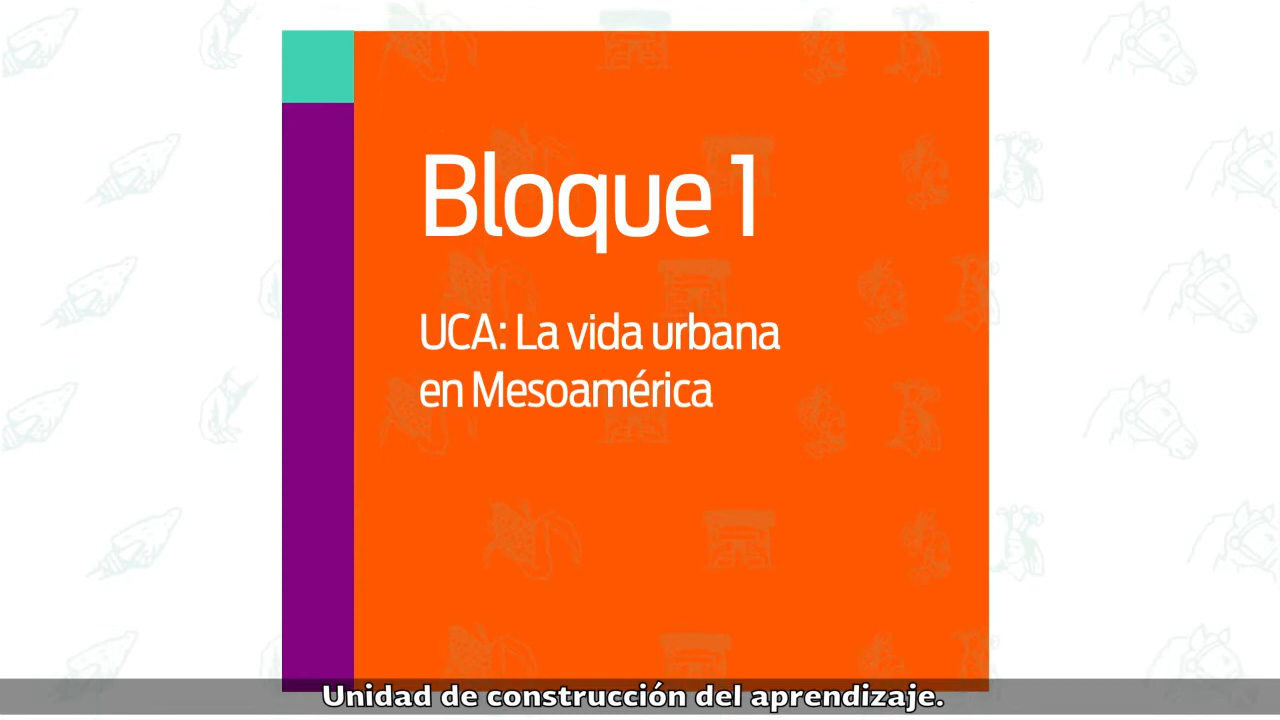 Bloque 1
UCA: La vida urbana
en Mesoamérica
Unidad de construcción del aprendizaje.